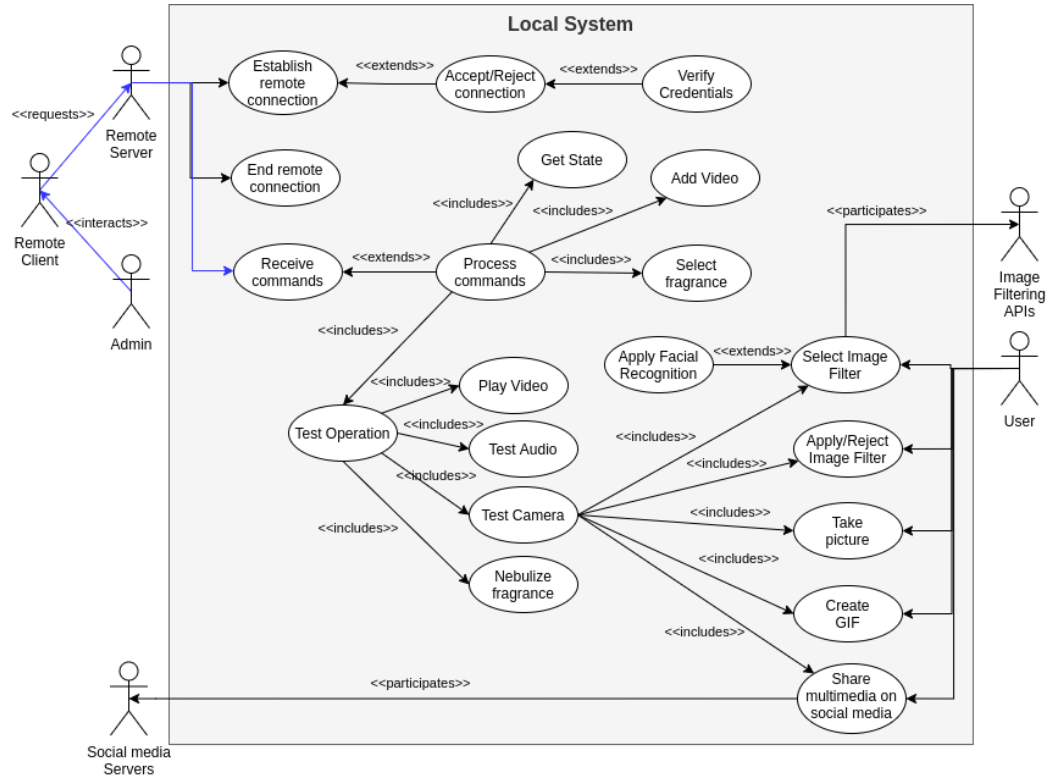 Local System
Establish
remote
connection
<<extends>>
Accept/Reject
connection
<<extends>>
Verify
Credentials
<<requests>>
Remote
Server
Get State
End remote
connection
Add Video
<<includes>>
<<includes>>
<<participates>>
<<interacts>>
Remote
Client
Receive
commands
<<extends>>
Process
commands
<<includes>>
Select
fragrance
Image
Filtering
APIs
Admin
<<includes>>
Apply Facial
Recognition
<<extends>>
Select Image
Filter
<<includes>>
Play Video
User
Test Operation
<<includes>>
Test Audio
<<includes>>
Apply/Reject
Image Filter
<<includes>>
<<includes>>
Test Camera
<<includes>>
Take
picture
<<includes>>
<<includes>>
Nebulize
fragrance
Create
GIF
<<includes>>
Share
multimedia on
social media
<<participates>>
Social media
Servers